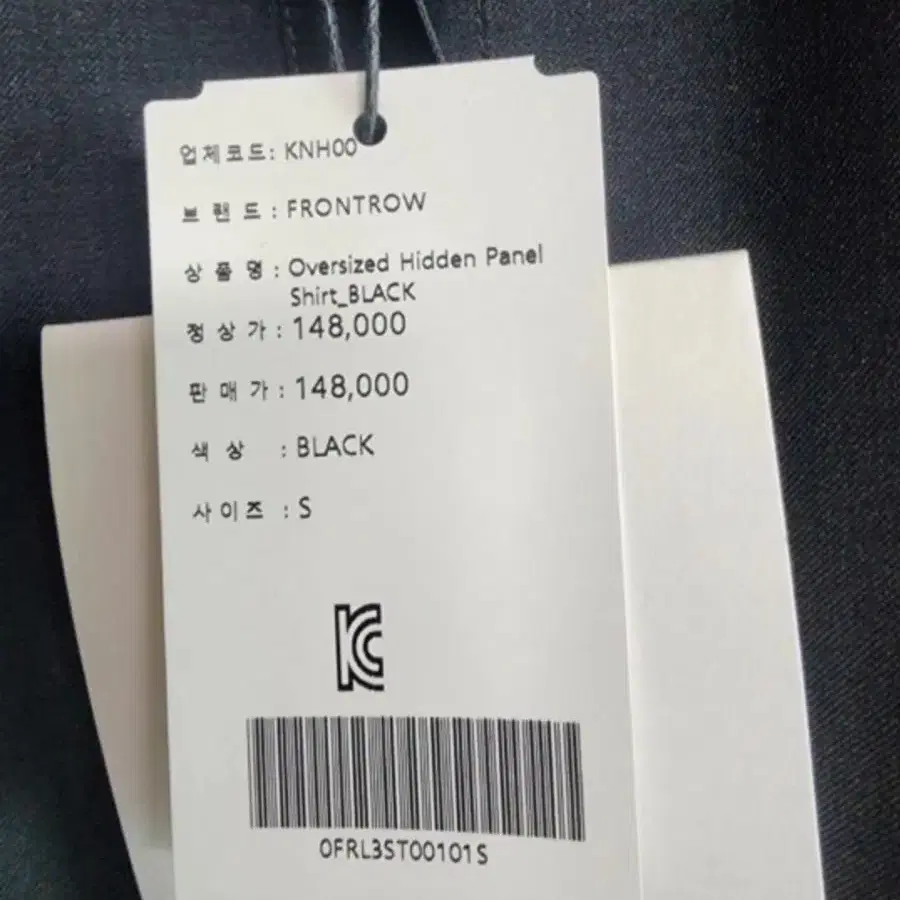 업체코드: KNH00
브 랜 드 : FRONTROW
상 품 명 : Oversized Hidden Panel
Shirt_BLACK
정 상 가 : 148,000
판 매 가 : 148,000
색 상 : BLACK
사 이 즈 : S
KC
0FRL3ST00101S